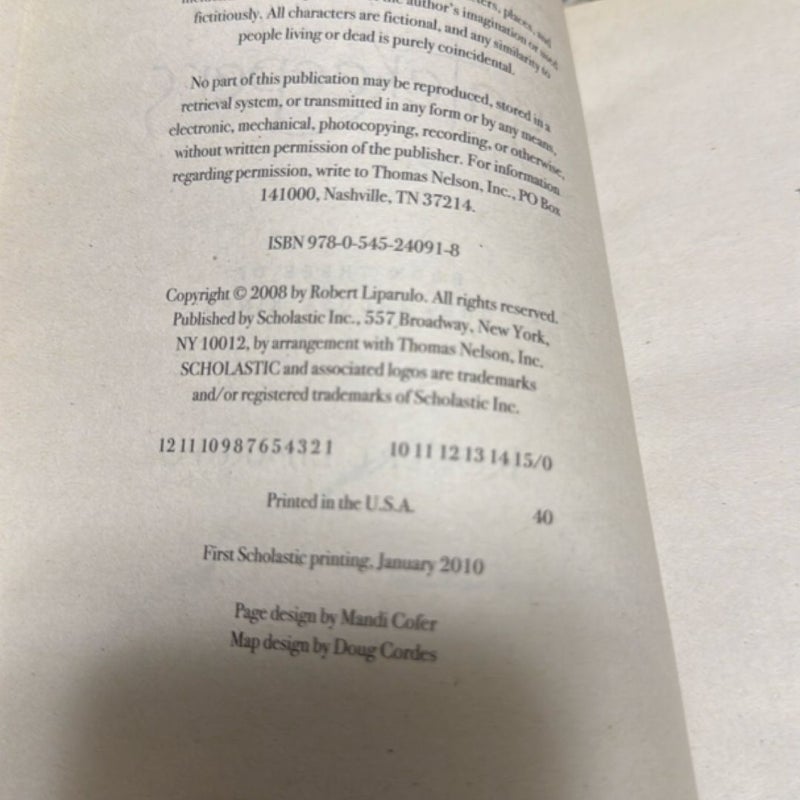 author's imagination or used
fictitiously. All characters are fictional, and any similarity to
people living or dead is purely coincidental.
No part of this publication may be reproduced, stored in a
retrieval system, or transmitted in any form or by any means,
electronic, mechanical, photocopying, recording, or otherwise,
without written permission of the publisher. For information
regarding permission, write to Thomas Nelson, Inc., PO Box
141000, Nashville, TN 37214.
ISBN 978-0-545-24091-8
Copyright © 2008 by Robert Liparulo. All rights reserved.
Published by Scholastic Inc., 557 Broadway, New York,
NY 10012, by arrangement with Thomas Nelson, Inc.
SCHOLASTIC and associated logos are trademarks
and/or registered trademarks of Scholastic Inc.
12 11 10 9 8 7 6 5 4 3 2 1 10 11 12 13 14 15/0
Printed in the U.S.A. 40
First Scholastic printing, January 2010
Page design by Mandi Cofer
Map design by Doug Cordes